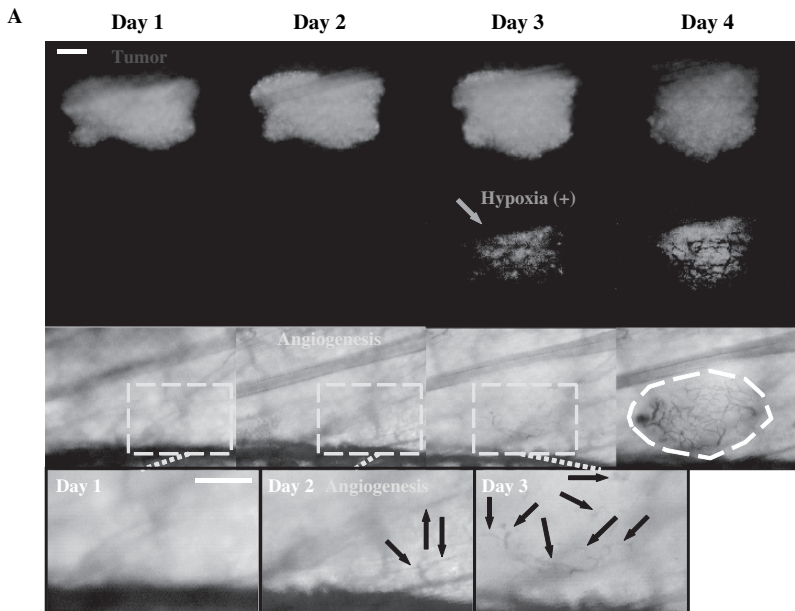 A
Day 1 Day 2 Day 3 Day 4
Tumor
Hypoxia (+)
Angiogenesis
Day 1 Day 2 Angiogenesis Day 3